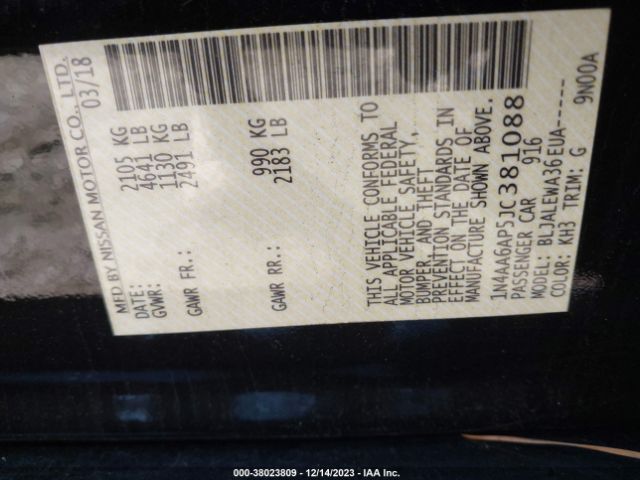 MFD BY NISSAN MOTOR CO., LTD.
DATE: 03/18
GVWR: 2105 KG
4641 LB
GAWR FR.: 1130 KG
2491 LB
GAWR RR.: 990 KG
2183 LB
THIS VEHICLE CONFORMS TO
ALL APPLICABLE FEDERAL
MOTOR VEHICLE SAFETY,
BUMPER, AND THEFT
PREVENTION STANDARDS IN
EFFECT ON THE DATE OF
MANUFACTURE SHOWN ABOVE.
1N4AA6AP5JC381088
PASSENGER CAR 916
MODEL: BLJALEWA36EUA-----
COLOR: KH3 TRIM: G 9N00A
000-38023809 - 12/14/2023 - IAA Inc.